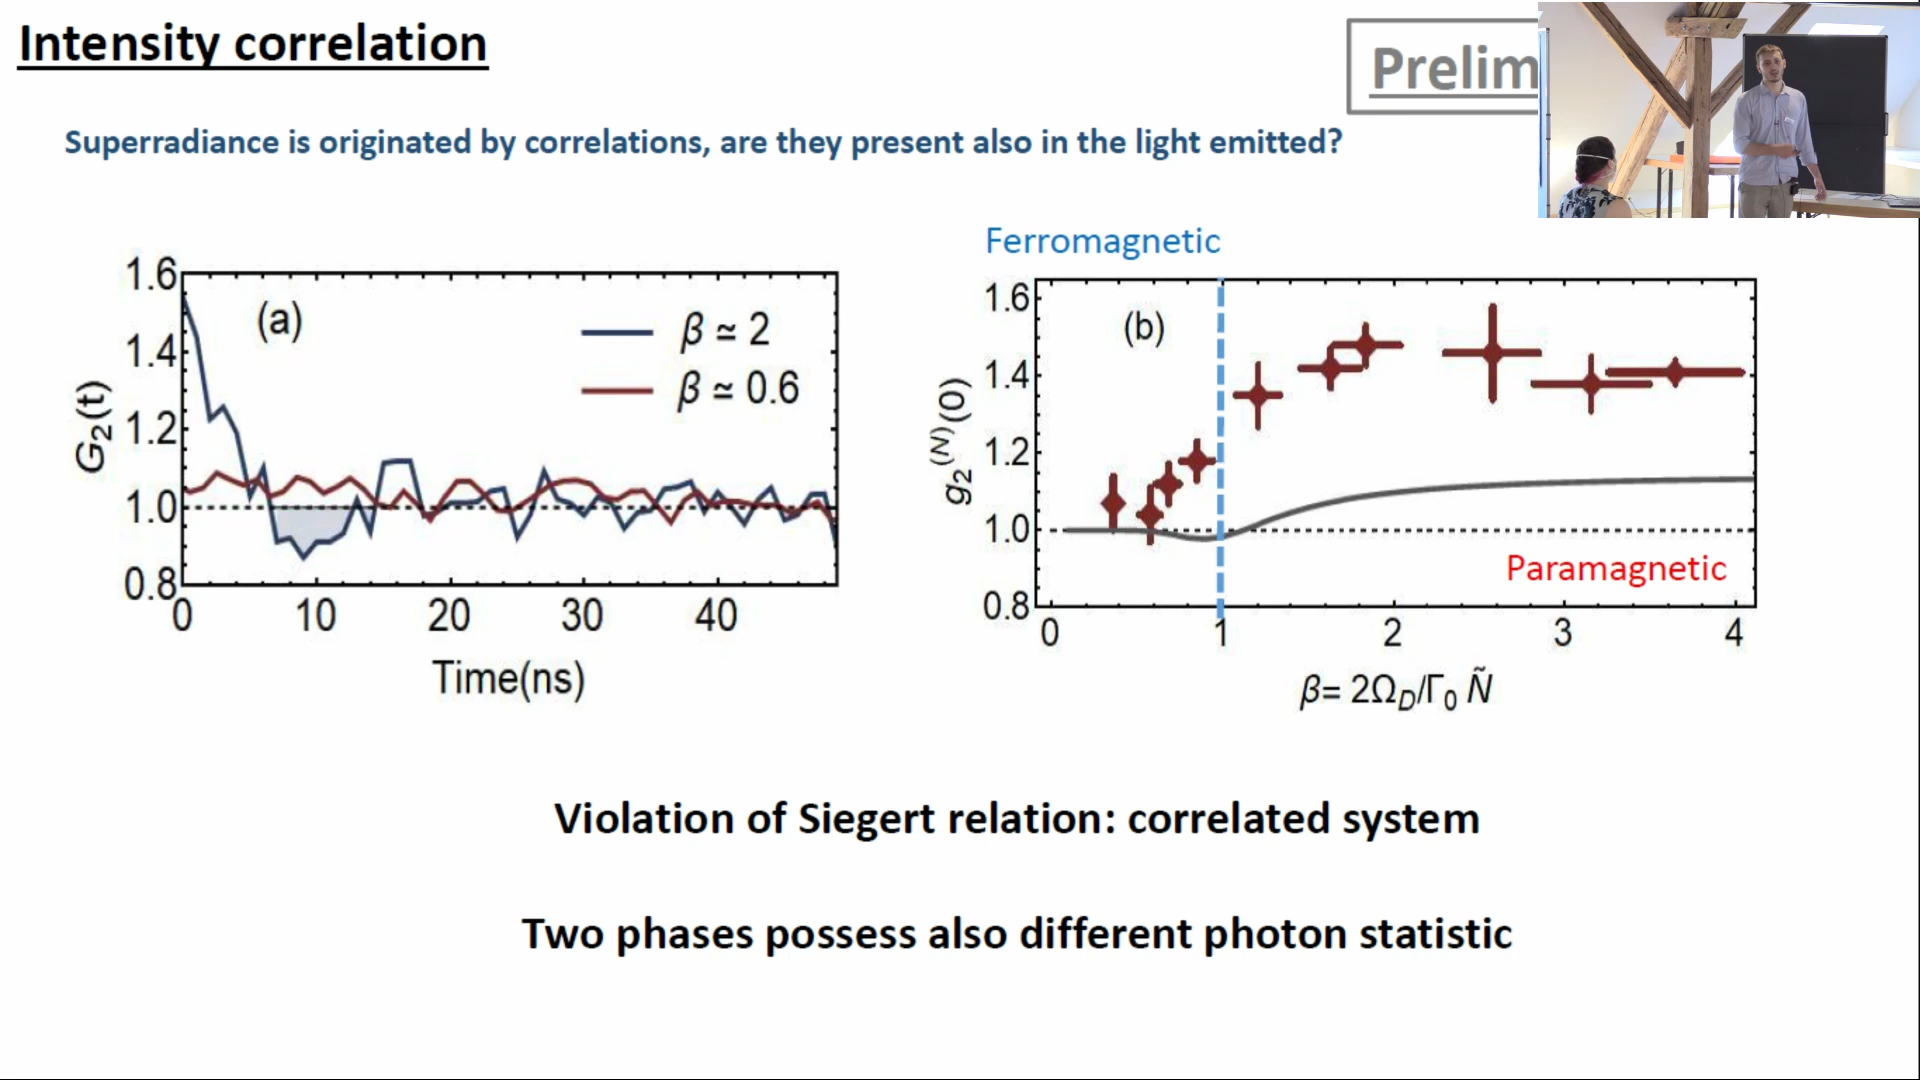 Intensity correlation
Prelim
Superradiance is originated by correlations, are they present also in the light emitted?
Ferromagnetic
1.6
1.4
1.2
1.0
0.8
G₂(t)
(a)
β ≃ 2
β ≃ 0.6
0 10 20 30 40
Time(ns)
1.6
1.4
1.2
1.0
0.8
g₂⁽ᴺ⁾(0)
(b)
Paramagnetic
0 1 2 3 4
β= 2Ω_D/Γ₀ Ñ
Violation of Siegert relation: correlated system
Two phases possess also different photon statistic